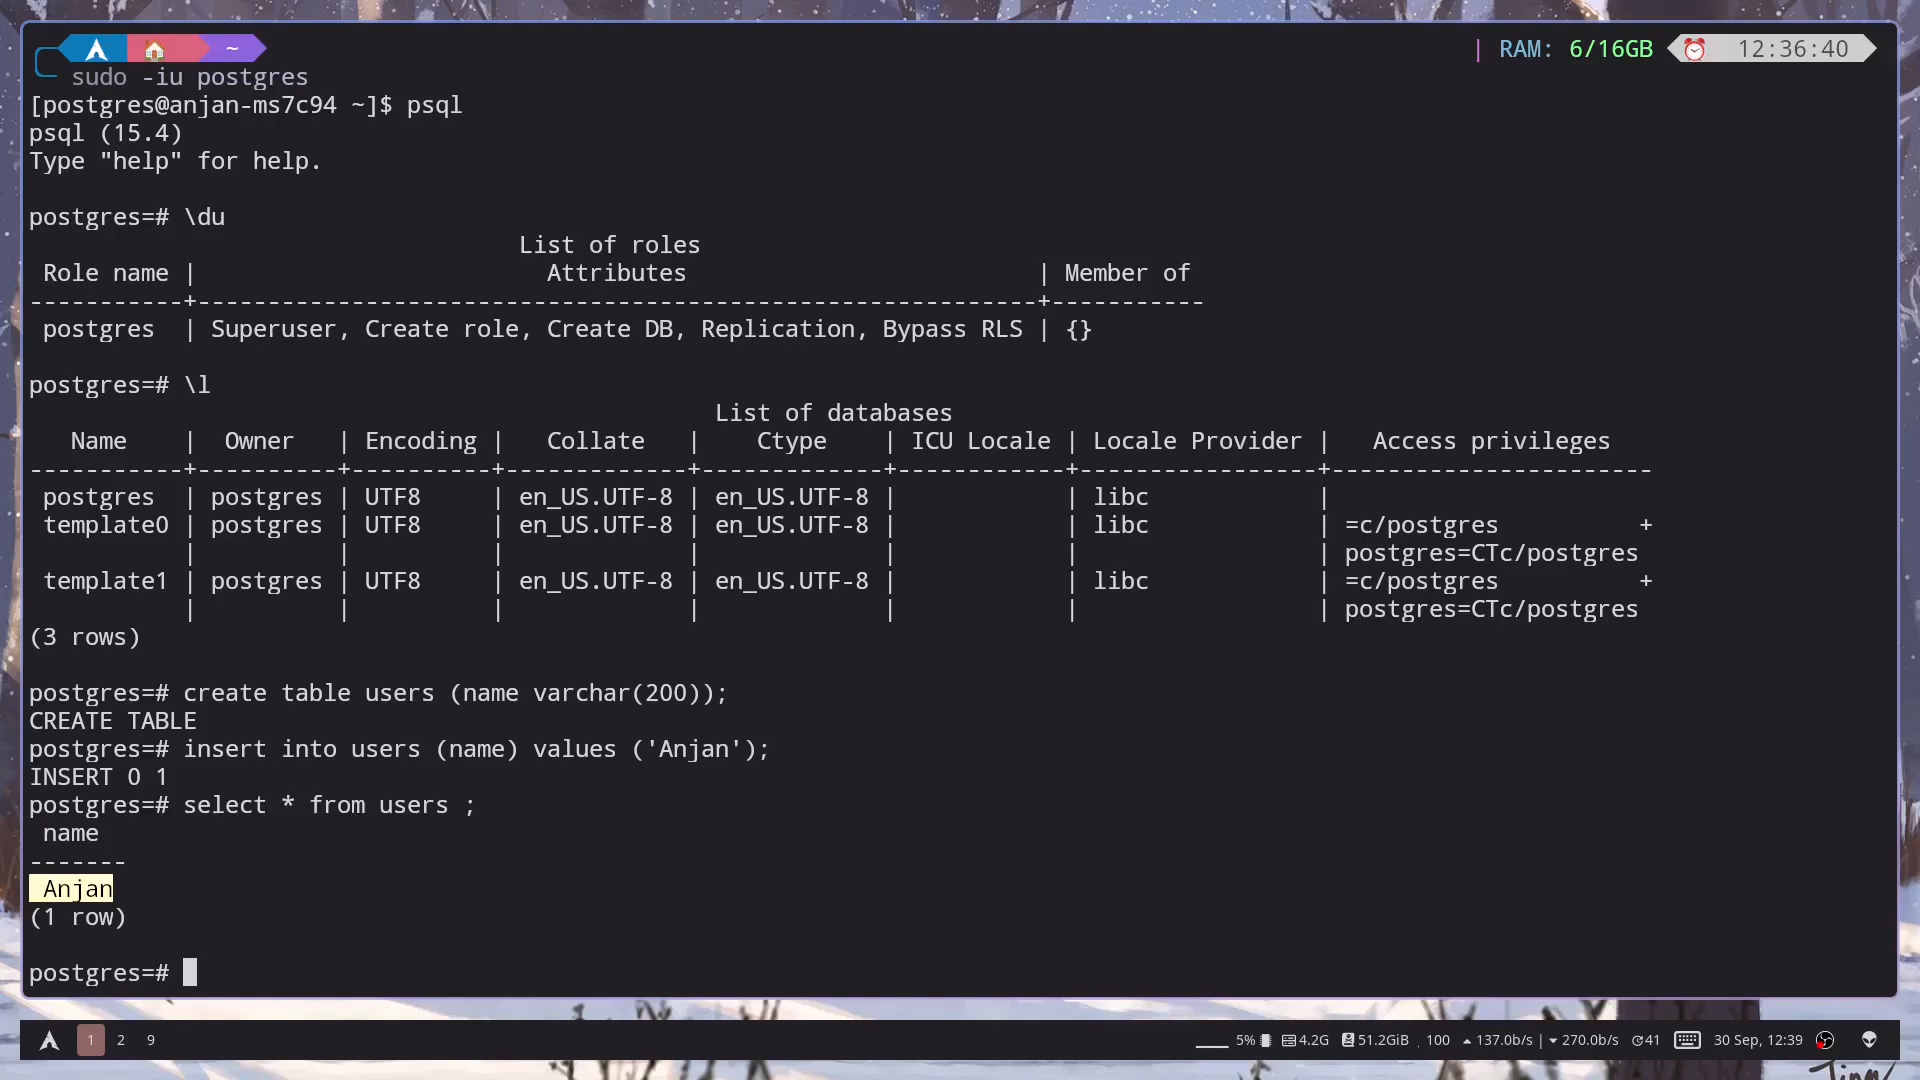 ~
| RAM: 6/16GB 12:36:40
sudo -iu postgres
[postgres@anjan-ms7c94 ~]$ psql
psql (15.4)
Type "help" for help.
postgres=# \du
List of roles
Role name | Attributes | Member of
-----------+------------------------------------------------------------+-----------
postgres | Superuser, Create role, Create DB, Replication, Bypass RLS | {}
postgres=# \l
List of databases
Name | Owner | Encoding | Collate | Ctype | ICU Locale | Locale Provider | Access privileges
-----------+----------+----------+-------------+-------------+------------+-----------------+-----------------------
postgres | postgres | UTF8 | en_US.UTF-8 | en_US.UTF-8 | | libc |
template0 | postgres | UTF8 | en_US.UTF-8 | en_US.UTF-8 | | libc | =c/postgres +
| | | | | | | postgres=CTc/postgres
template1 | postgres | UTF8 | en_US.UTF-8 | en_US.UTF-8 | | libc | =c/postgres +
| | | | | | | postgres=CTc/postgres
(3 rows)
postgres=# create table users (name varchar(200));
CREATE TABLE
postgres=# insert into users (name) values ('Anjan');
INSERT 0 1
postgres=# select * from users ;
name
-------
Anjan
(1 row)
postgres=#
1 2 9 5% 4.2G 51.2GiB 100 137.0b/s | 270.0b/s 41 30 Sep, 12:39